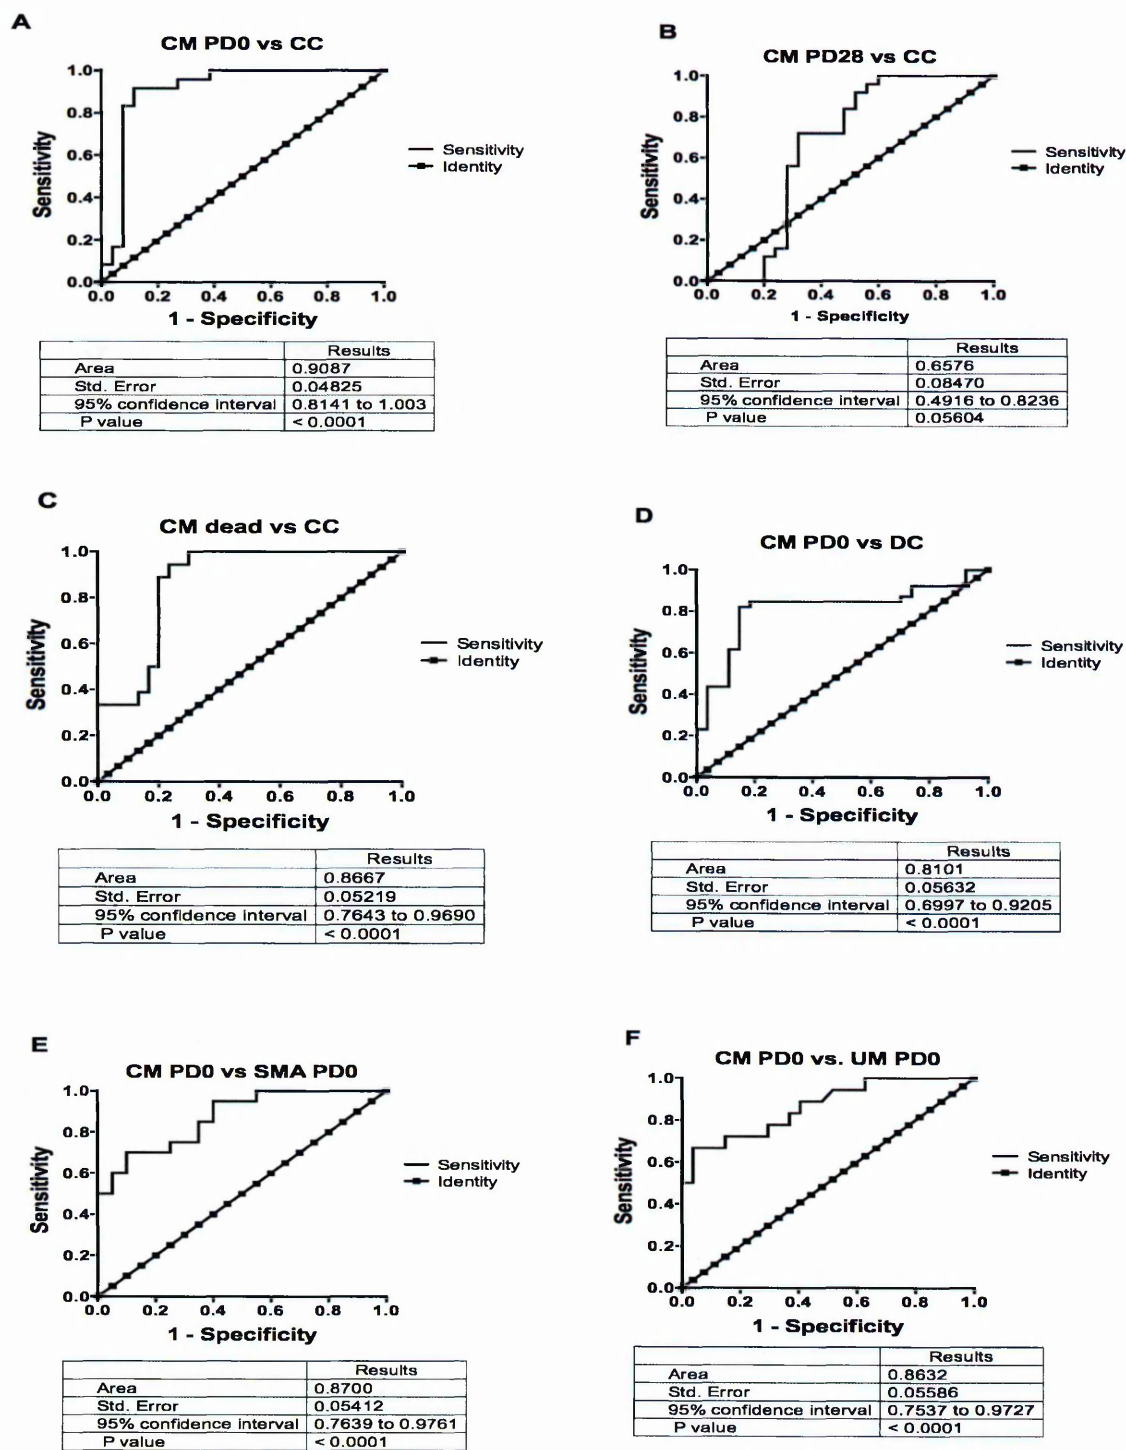 A
CM PD0 vs CC
1.0
0.8
0.6
0.4
0.2
0.0
0.0 0.2 0.4 0.6 0.8 1.0
Sensitivity
1 - Specificity
Sensitivity
Identity
Results
Area 0.9087
Std. Error 0.04825
95% confidence interval 0.8141 to 1.003
P value < 0.0001
B
CM PD28 vs CC
1.0
0.8
0.6
0.4
0.2
0.0
0.0 0.2 0.4 0.6 0.8 1.0
Sensitivity
1 - Specificity
Sensitivity
Identity
Results
Area 0.6576
Std. Error 0.08470
95% confidence interval 0.4916 to 0.8236
P value 0.05604
C
CM dead vs CC
1.0
0.8
0.6
0.4
0.2
0.0
0.0 0.2 0.4 0.6 0.8 1.0
Sensitivity
1 - Specificity
Sensitivity
Identity
Results
Area 0.8667
Std. Error 0.05219
95% confidence interval 0.7643 to 0.9690
P value < 0.0001
D
CM PD0 vs DC
1.0
0.8
0.6
0.4
0.2
0.0
0.0 0.2 0.4 0.6 0.8 1.0
Sensitivity
1 - Specificity
Sensitivity
Identity
Results
Area 0.8101
Std. Error 0.05632
95% confidence interval 0.6997 to 0.9205
P value < 0.0001
E
CM PD0 vs SMA PD0
1.0
0.8
0.6
0.4
0.2
0.0
0.0 0.2 0.4 0.6 0.8 1.0
Sensitivity
1 - Specificity
Sensitivity
Identity
Results
Area 0.8700
Std. Error 0.05412
95% confidence interval 0.7639 to 0.9761
P value < 0.0001
F
CM PD0 vs. UM PD0
1.0
0.8
0.6
0.4
0.2
0.0
0.0 0.2 0.4 0.6 0.8 1.0
Sensitivity
1 - Specificity
Sensitivity
Identity
Results
Area 0.8632
Std. Error 0.05586
95% confidence interval 0.7537 to 0.9727
P value < 0.0001